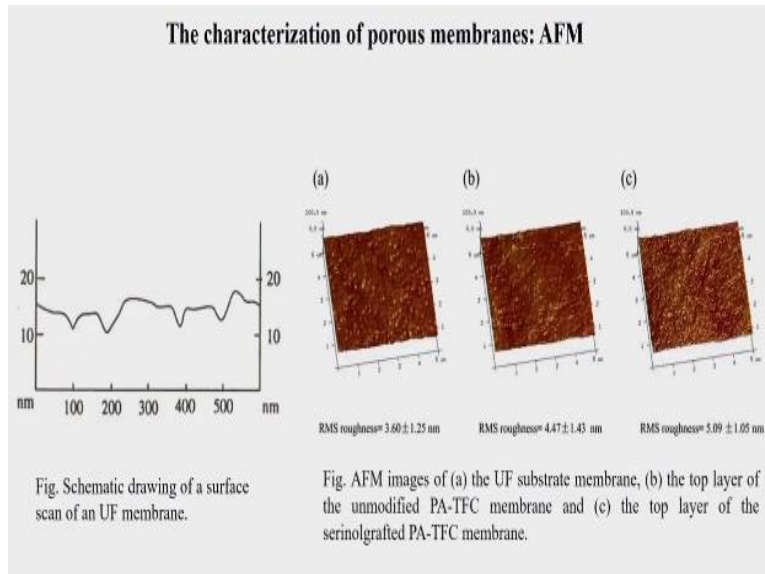 The characterization of porous membranes: AFM
(a)
(b)
(c)
20
20
10
10
nm
100
200
300
400
500
nm
RMS roughness= 3.60±1.25 nm
RMS roughness= 4.47±1.43 nm
RMS roughness= 5.09 ±1.05 nm
Fig. Schematic drawing of a surface
scan of an UF membrane.
Fig. AFM images of (a) the UF substrate membrane, (b) the top layer of
the unmodified PA-TFC membrane and (c) the top layer of the
serinolgrafted PA-TFC membrane.